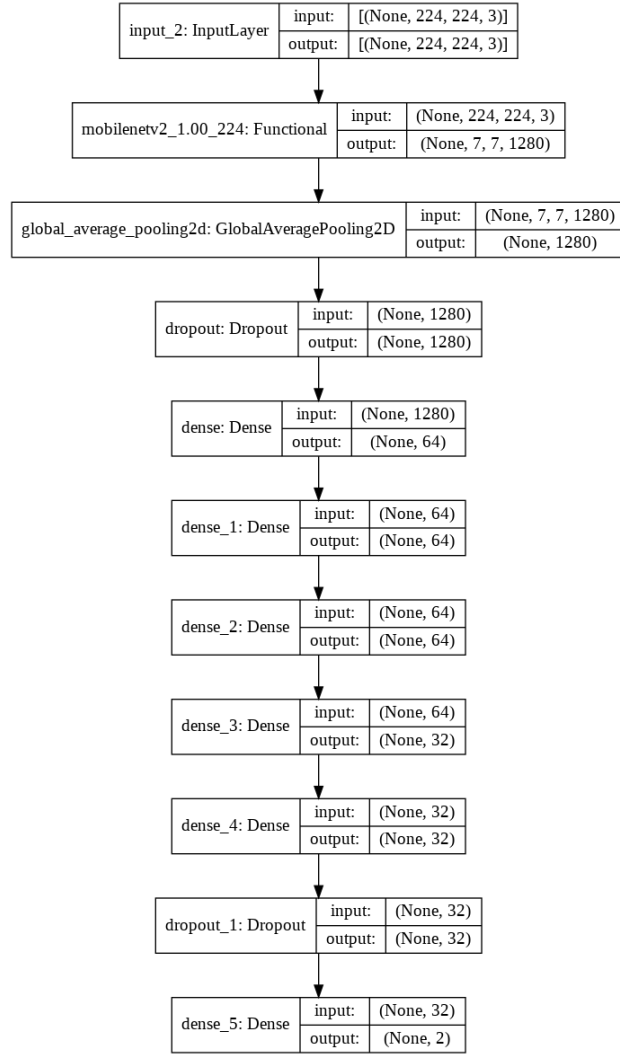 input_2: InputLayer input: [(None, 224, 224, 3)]
output: [(None, 224, 224, 3)]
mobilenetv2_1.00_224: Functional input: (None, 224, 224, 3)
output: (None, 7, 7, 1280)
global_average_pooling2d: GlobalAveragePooling2D input: (None, 7, 7, 1280)
output: (None, 1280)
dropout: Dropout input: (None, 1280)
output: (None, 1280)
dense: Dense input: (None, 1280)
output: (None, 64)
dense_1: Dense input: (None, 64)
output: (None, 64)
dense_2: Dense input: (None, 64)
output: (None, 64)
dense_3: Dense input: (None, 64)
output: (None, 32)
dense_4: Dense input: (None, 32)
output: (None, 32)
dropout_1: Dropout input: (None, 32)
output: (None, 32)
dense_5: Dense input: (None, 32)
output: (None, 2)